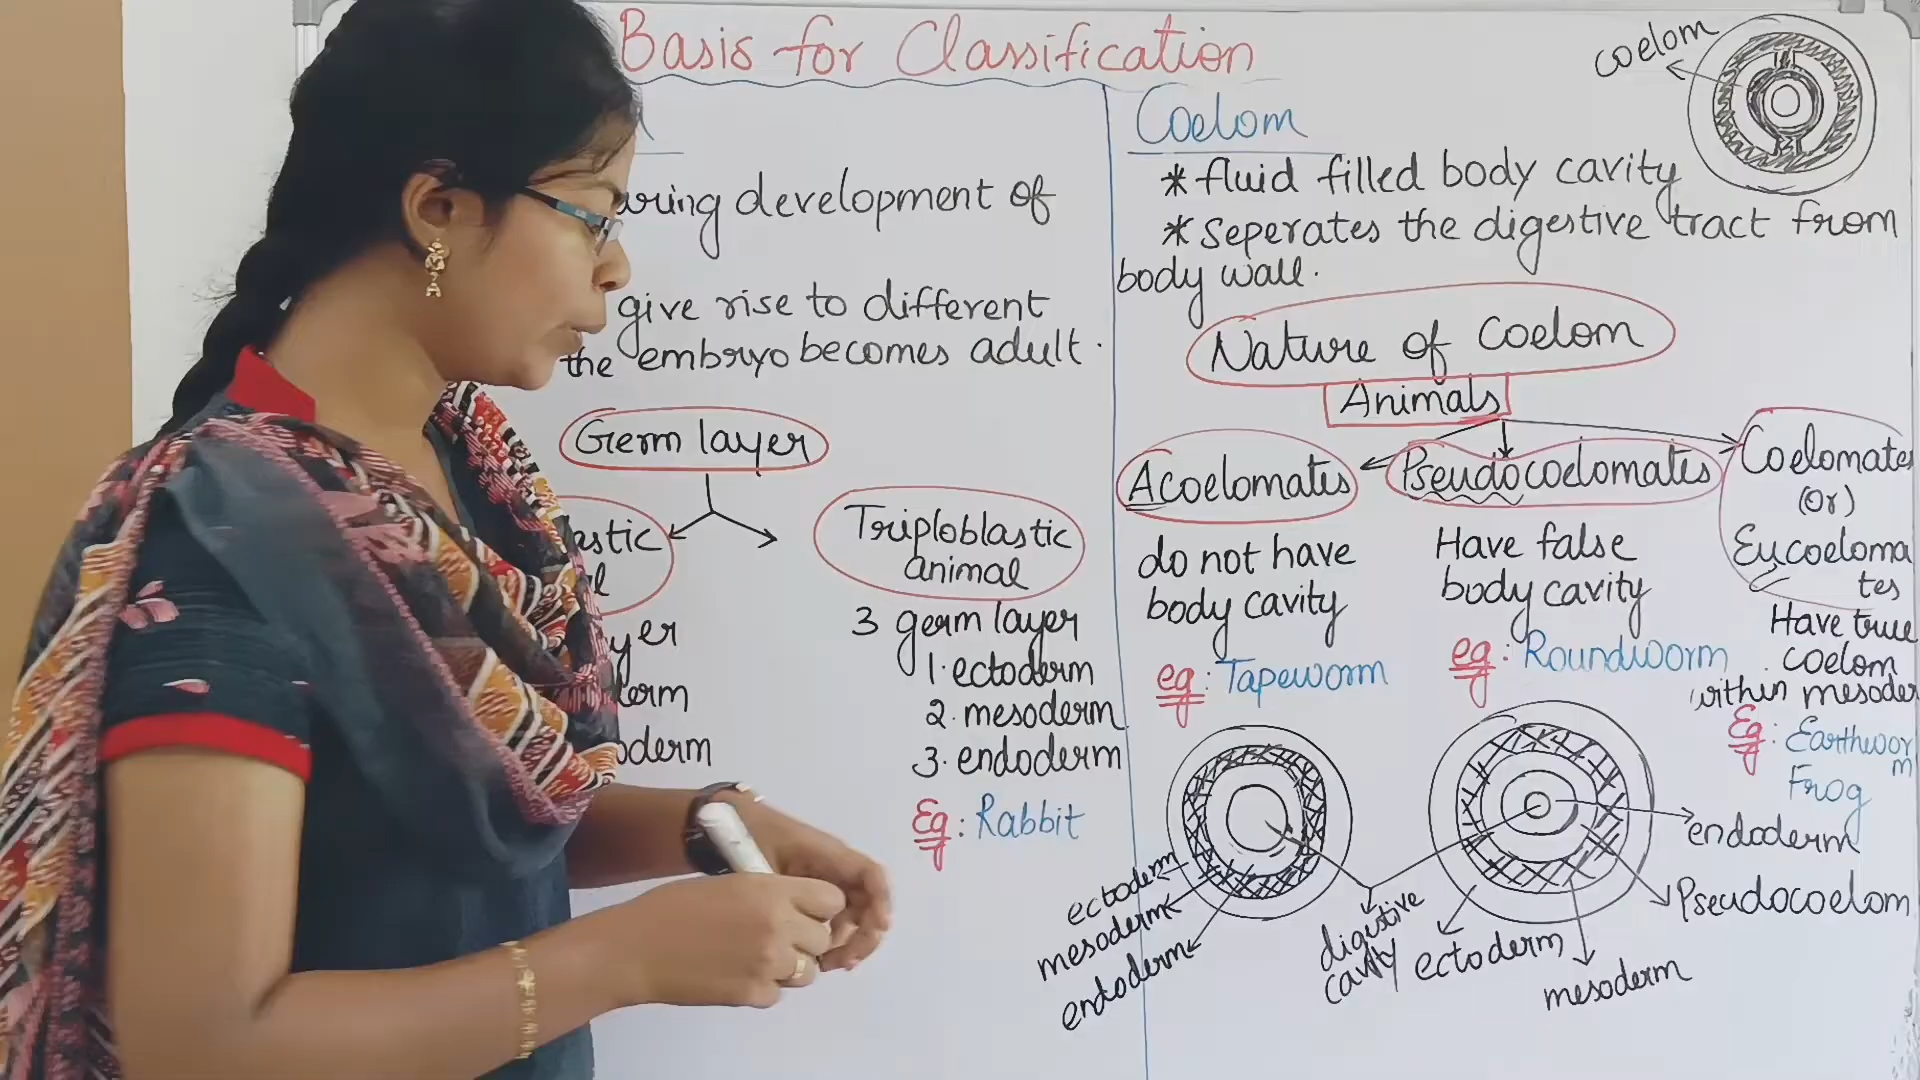 Basis for Classification
development of
give rise to different
the embryo becomes adult.
Germ layer
Triploblastic
animal
3 germ layer
1. ectoderm
2. mesoderm
3. endoderm
Eg: Rabbit
Coelom
* fluid filled body cavity
* seperates the digestive tract from
body wall.
coelom
Nature of Coelom
Animals
Acoelomates
do not have
body cavity
eg: Tapeworm
ectoderm
mesoderm
endoderm
digestive
cavity
Pseudocoelomates
Have false
body cavity
eg: Roundworm
endoderm
Pseudocoelom
ectoderm
mesoderm
Coelomates
(Or)
Eucoeloma
tes
Have true
coelom
within mesoder
Eg: Earthwor
m
Frog